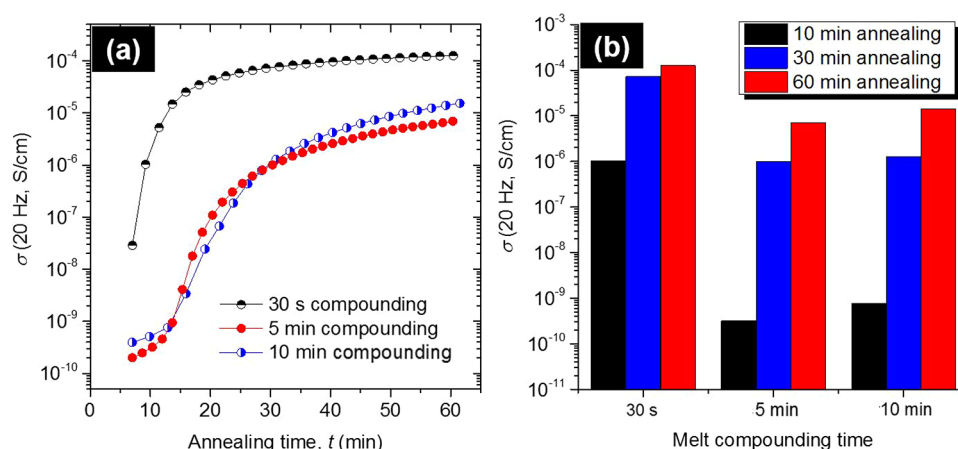 (a)
σ (20 Hz, S/cm)
10⁻⁴
10⁻⁵
10⁻⁶
10⁻⁷
10⁻⁸
10⁻⁹
10⁻¹⁰
30 s compounding
5 min compounding
10 min compounding
0 10 20 30 40 50 60
Annealing time, t (min)
(b)
σ (20 Hz, S/cm)
10⁻³
10⁻⁴
10⁻⁵
10⁻⁶
10⁻⁷
10⁻⁸
10⁻⁹
10⁻¹⁰
10⁻¹¹
10 min annealing
30 min annealing
60 min annealing
30 s 5 min 10 min
Melt compounding time